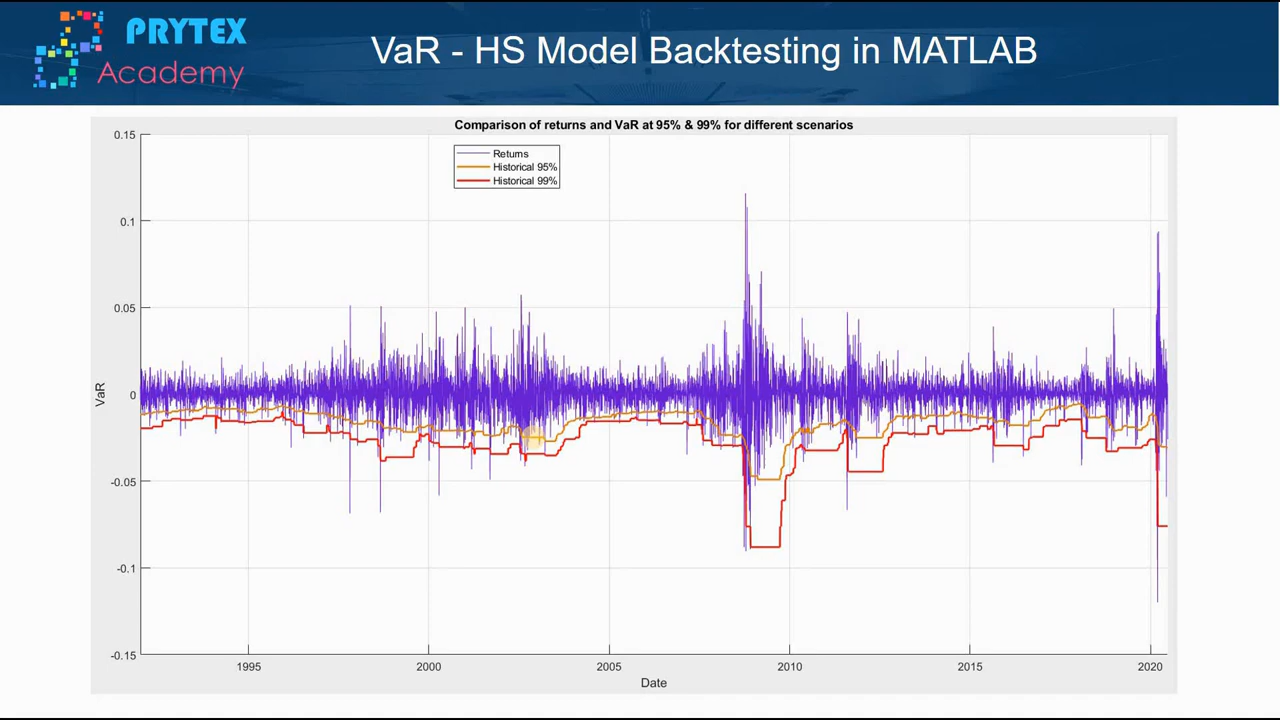 PRYTEX
Academy
VaR - HS Model Backtesting in MATLAB
Comparison of returns and VaR at 95% & 99% for different scenarios
Returns
Historical 95%
Historical 99%
VaR
0.15
0.1
0.05
0
-0.05
-0.1
-0.15
1995 2000 2005 2010 2015 2020
Date